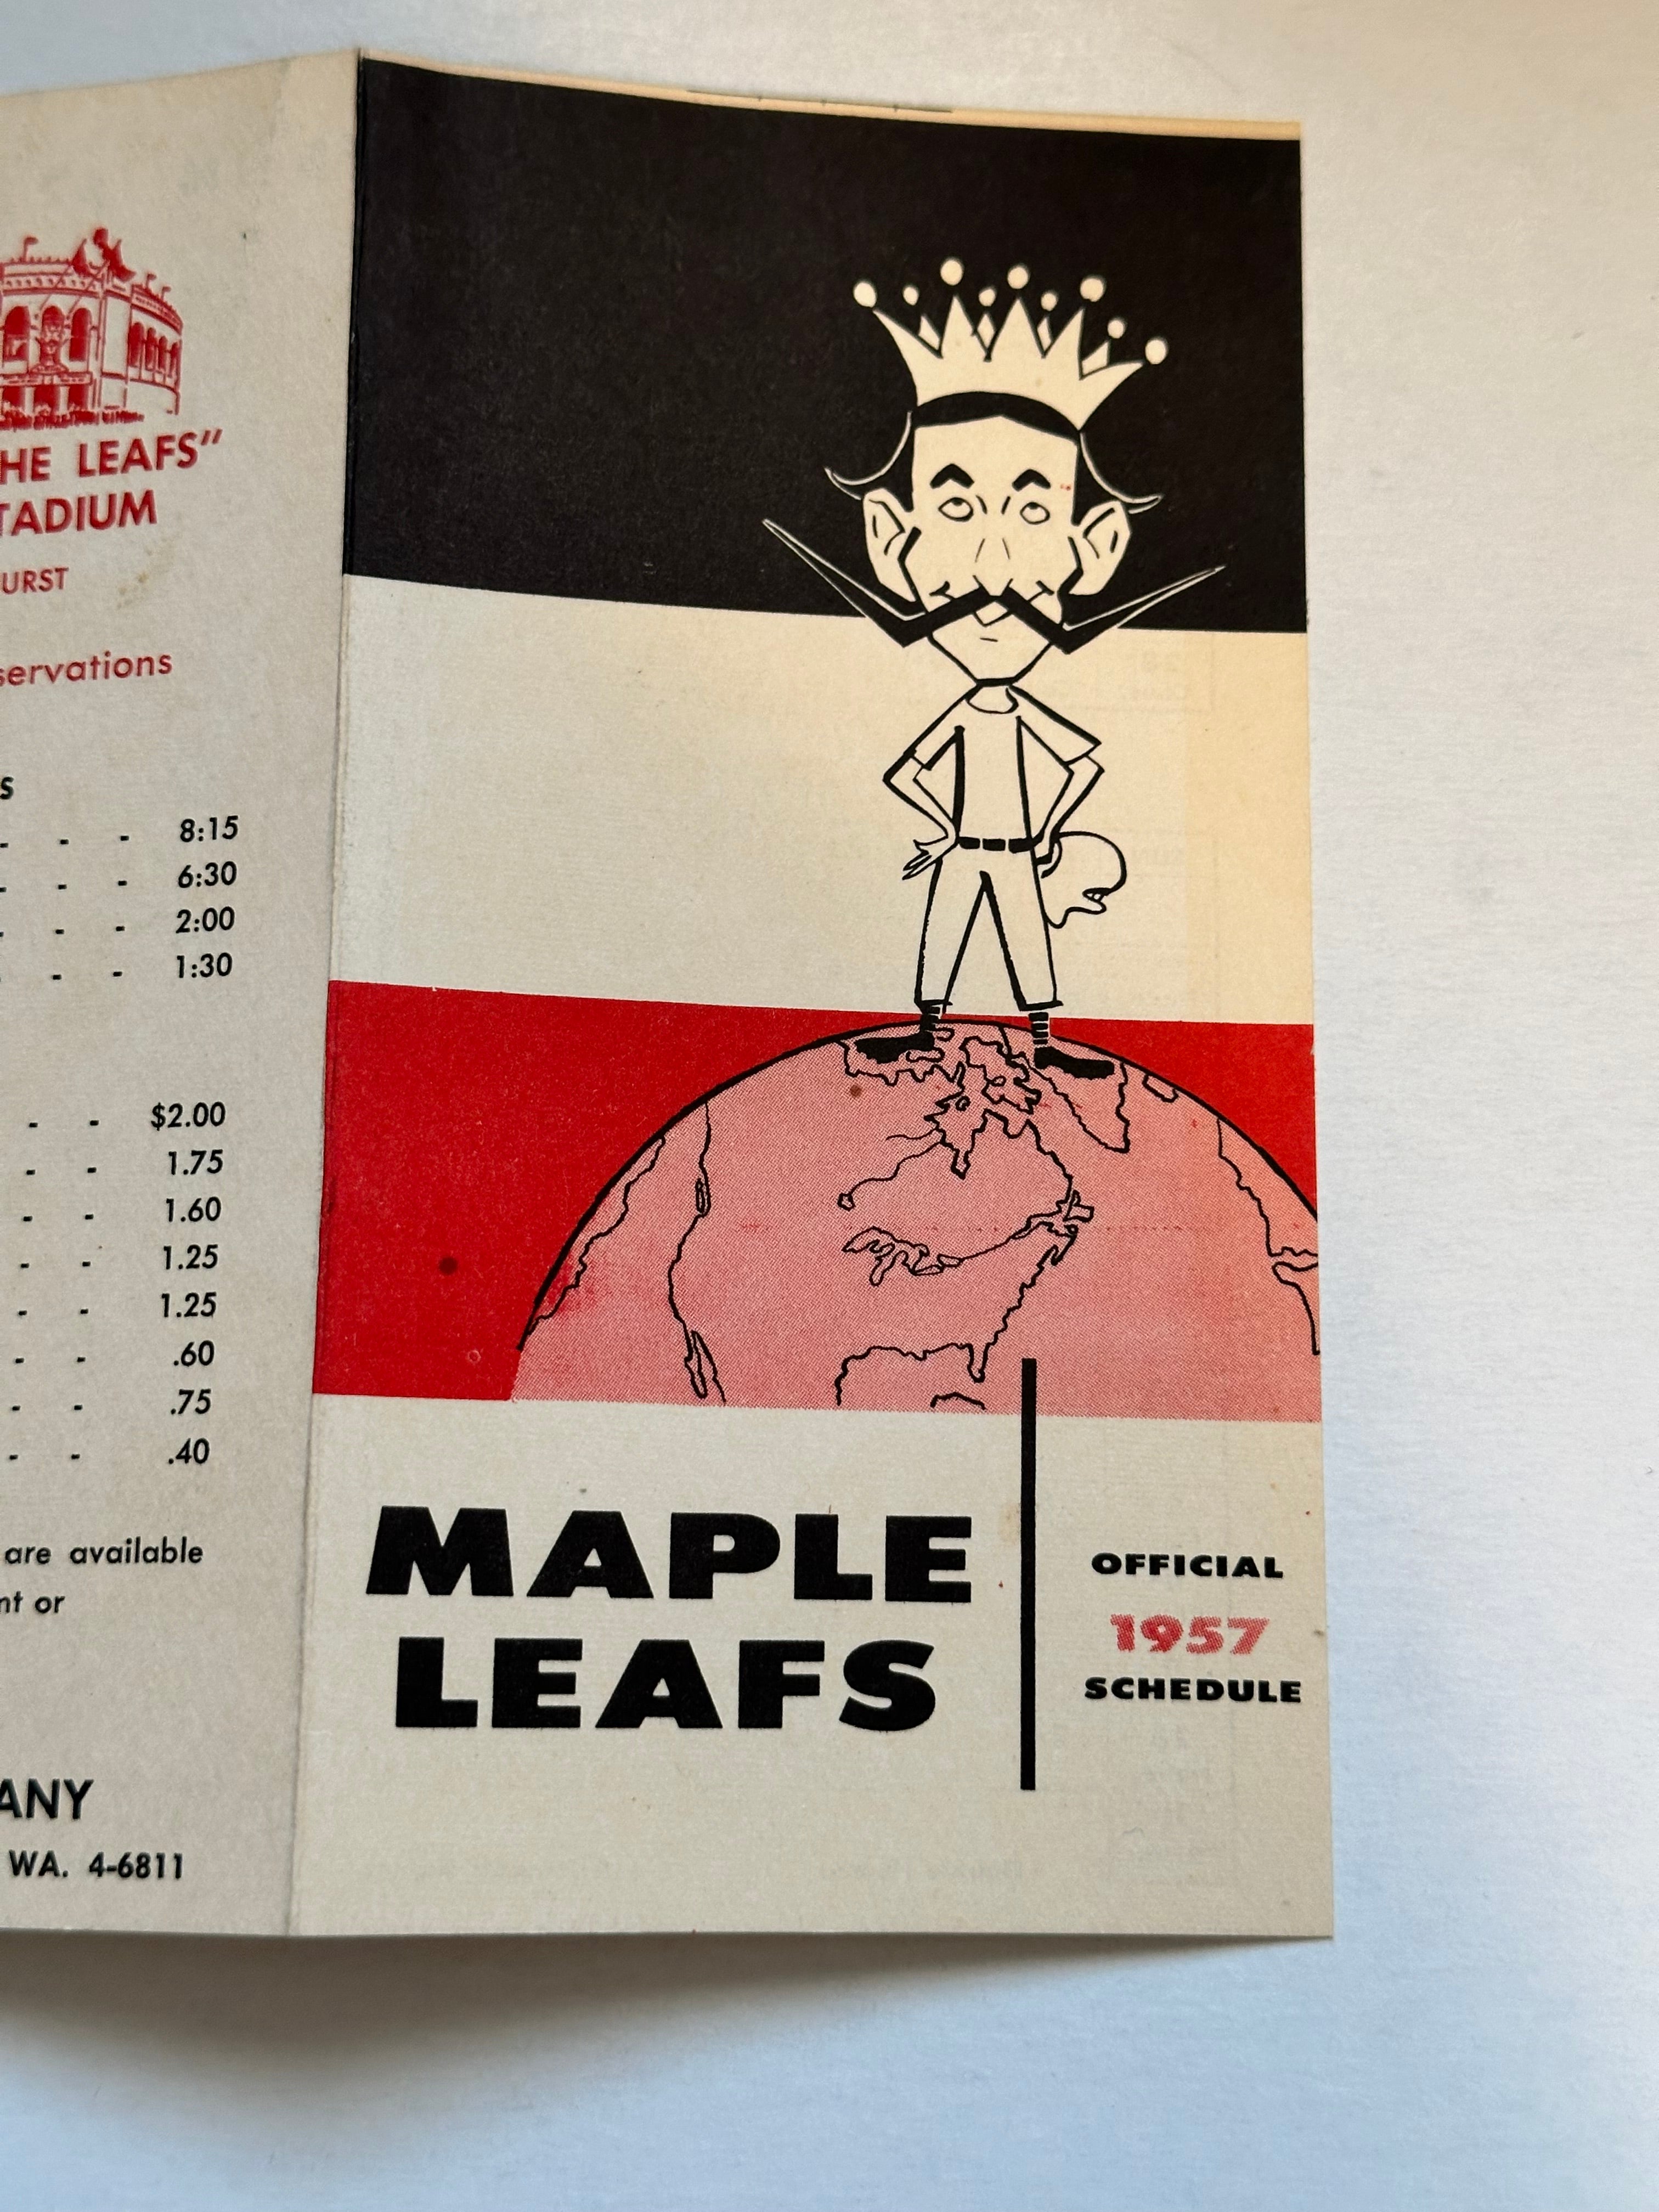 HE LEAFS”
TADIUM
URST
servations
S
- - - 8:15
- - - 6:30
- - - 2:00
- - - 1:30
- - $2.00
- - 1.75
- - 1.60
- - 1.25
- - 1.25
- - .60
- - .75
- - .40
are available
nt or
ANY
WA. 4-6811
MAPLE
LEAFS
OFFICIAL
1957
SCHEDULE